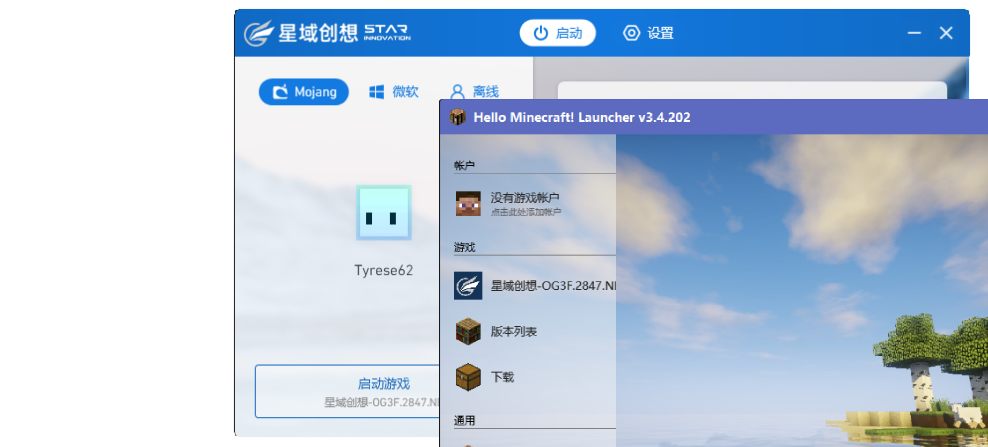 星域创想 STAR INNOVATION
启动
设置
Mojang
微软
离线
Tyrese62
启动游戏
星域创想-OG3F.2847.N
Hello Minecraft! Launcher v3.4.202
帐户
没有游戏帐户
点击此处添加帐户
游戏
星域创想-OG3F.2847.N
版本列表
下载
通用